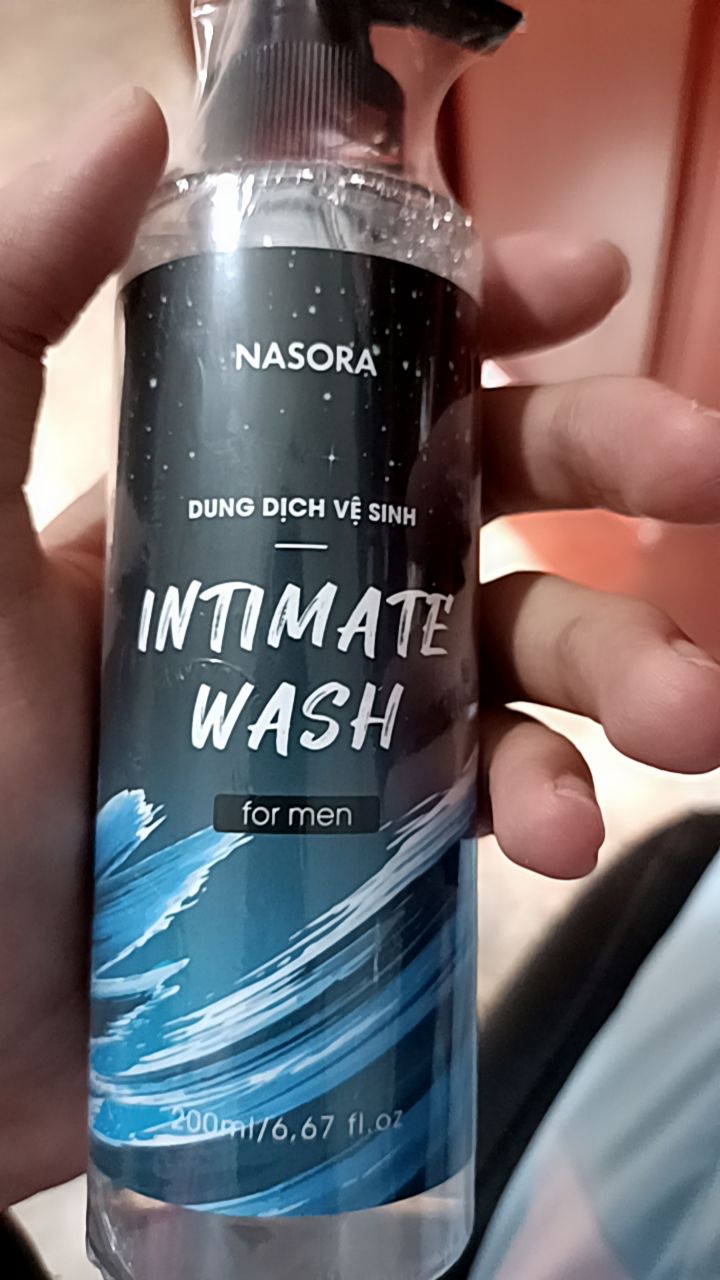 NASORA®
DUNG DỊCH VỆ SINH
INTIMATE
WASH
for men
200ml/6,67 fl.oz